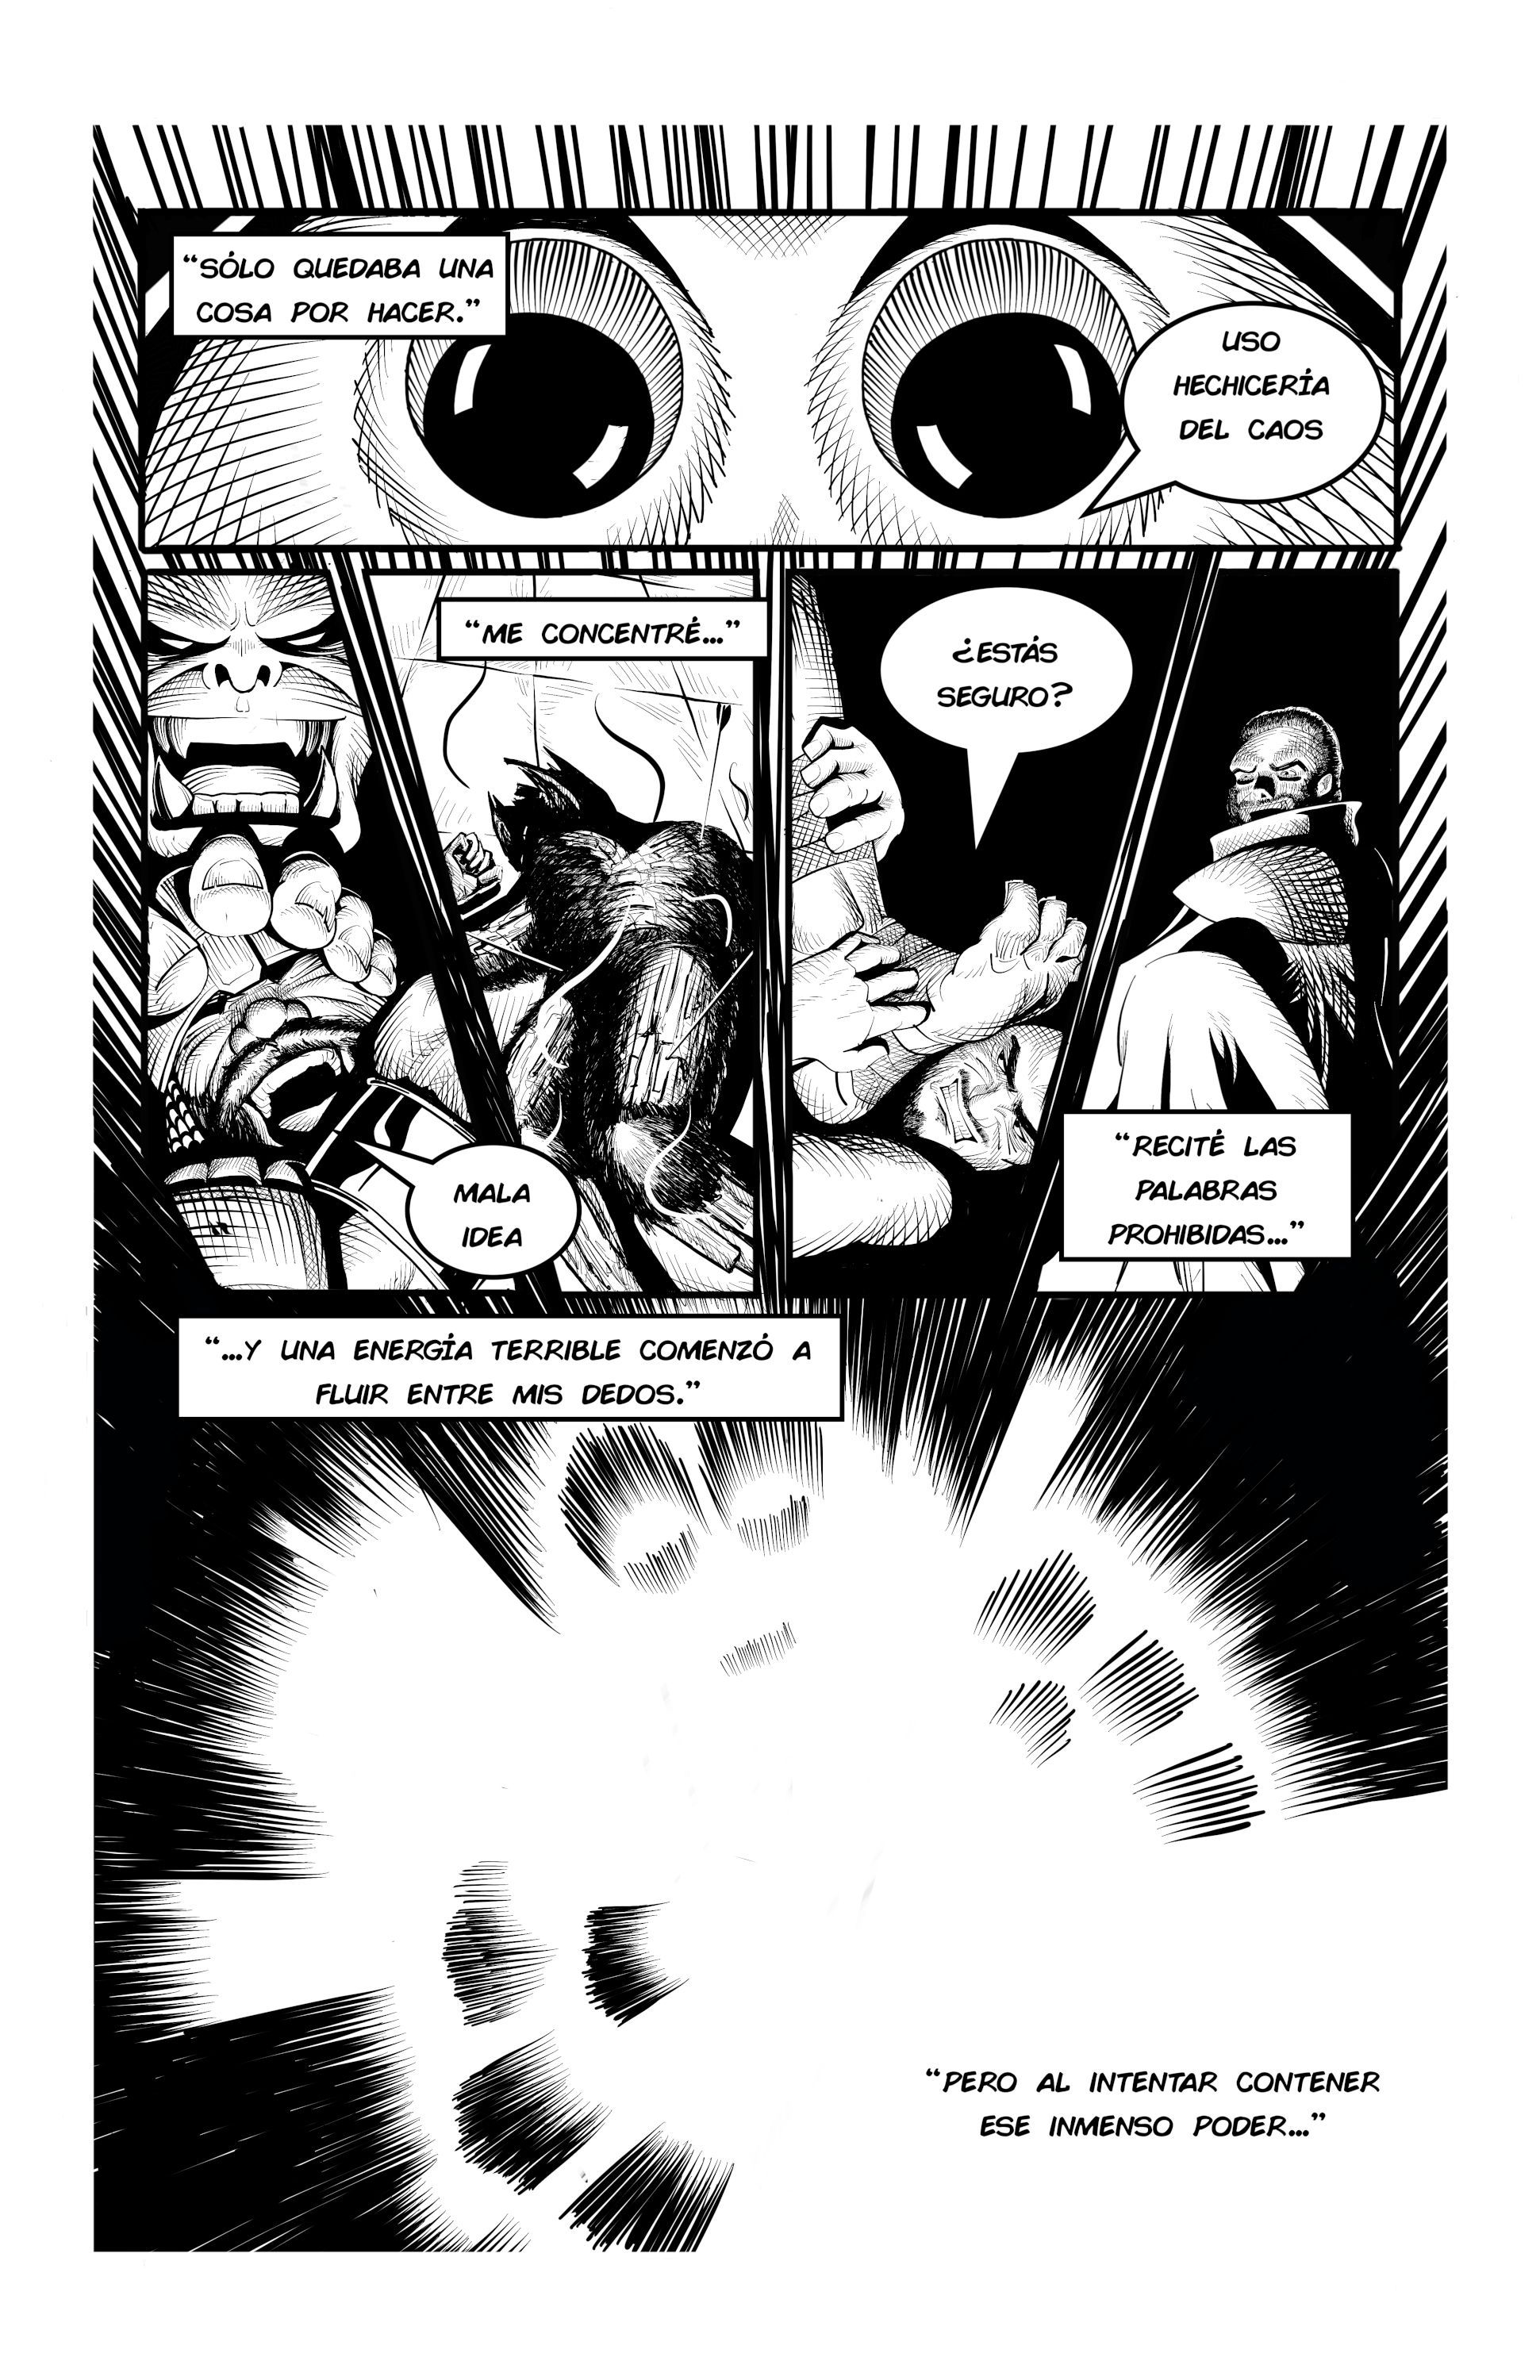 “SÓLO QUEDABA UNA
COSA POR HACER.”
USO
HECHICERÍA
DEL CAOS
“ME CONCENTRÉ...”
MALA
IDEA
¿ESTÁS
SEGURO?
“RECITÉ LAS
PALABRAS
PROHIBIDAS...”
“...Y UNA ENERGÍA TERRIBLE COMENZÓ A
FLUIR ENTRE MIS DEDOS.”
“PERO AL INTENTAR CONTENER
ESE INMENSO PODER...”